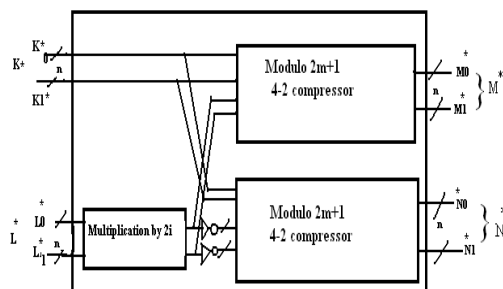 K*
0
K*
n
K1*
Modulo 2m+1
4-2 compressor
*
M0
n
*
M1
M*
L0*
L*
n
L1*
Multiplication by 2i
Modulo 2m+1
4-2 compressor
*
N0
n
*
N1
N*